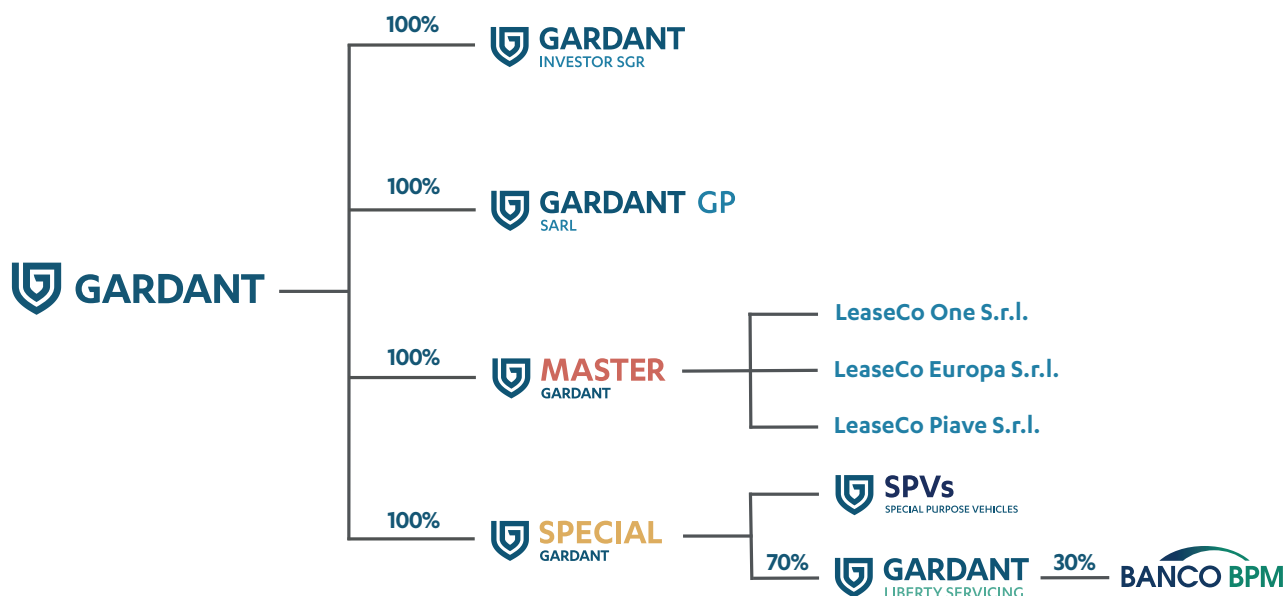 100%
GARDANT
INVESTOR SGR
100%
GARDANT GP
SARL
GARDANT
100%
MASTER
GARDANT
LeaseCo One S.r.l.
LeaseCo Europa S.r.l.
LeaseCo Piave S.r.l.
100%
SPECIAL
GARDANT
SPVs
SPECIAL PURPOSE VEHICLES
70%
GARDANT
LIBERTY SERVICING
30%
BANCO BPM